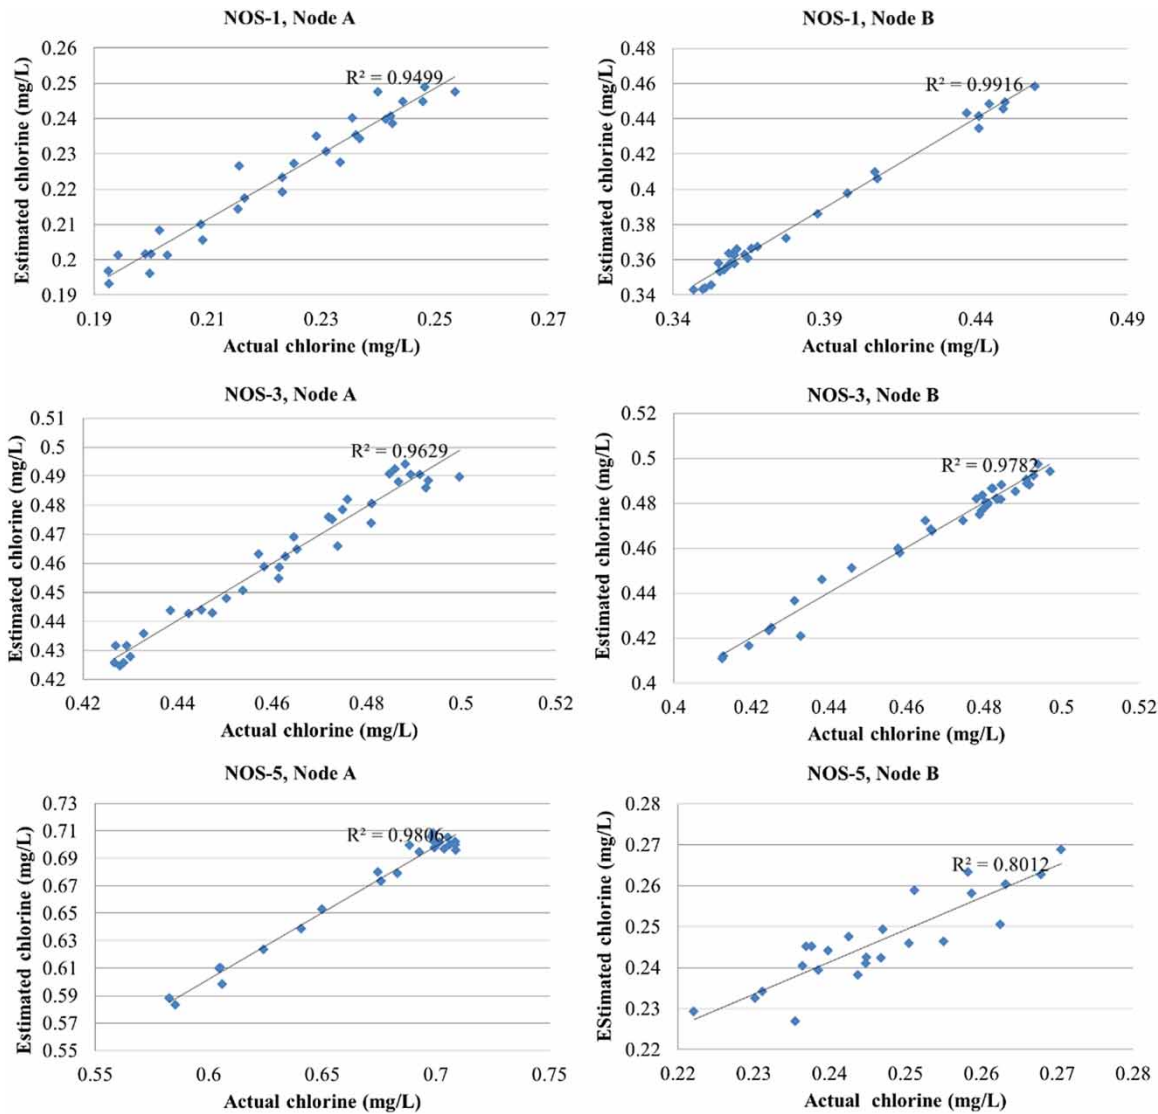 NOS-1, Node A
Estimated chlorine (mg/L)
0.26
0.25
0.24
0.23
0.22
0.21
0.2
0.19
R² = 0.9499
0.19 0.21 0.23 0.25 0.27
Actual chlorine (mg/L)
NOS-1, Node B
Estimated chlorine (mg/L)
0.48
0.46
0.44
0.42
0.4
0.38
0.36
0.34
R² = 0.9916
0.34 0.39 0.44 0.49
Actual chlorine (mg/L)
NOS-3, Node A
Estimated chlorine (mg/L)
0.51
0.5
0.49
0.48
0.47
0.46
0.45
0.44
0.43
0.42
R² = 0.9629
0.42 0.44 0.46 0.48 0.5 0.52
Actual chlorine (mg/L)
NOS-3, Node B
Estimated chlorine (mg/L)
0.52
0.5
0.48
0.46
0.44
0.42
0.4
R² = 0.9782
0.4 0.42 0.44 0.46 0.48 0.5 0.52
Actual chlorine (mg/L)
NOS-5, Node A
Estimated chlorine (mg/L)
0.73
0.71
0.69
0.67
0.65
0.63
0.61
0.59
0.57
0.55
R² = 0.9806
0.55 0.6 0.65 0.7 0.75
Actual chlorine (mg/L)
NOS-5, Node B
EStimated chlorine (mg/L)
0.28
0.27
0.26
0.25
0.24
0.23
0.22
R² = 0.8012
0.22 0.23 0.24 0.25 0.26 0.27 0.28
Actual chlorine (mg/L)